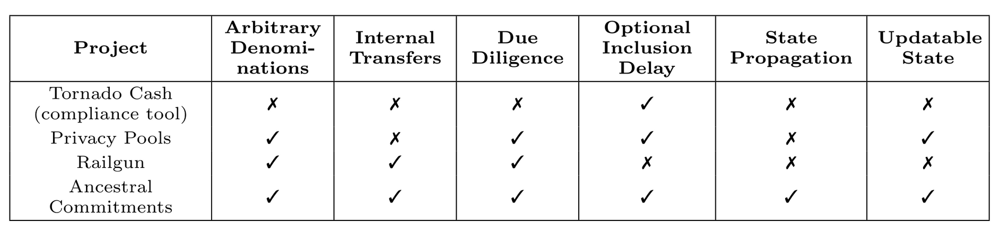 Project
Arbitrary
Denomi-
nations
Internal
Transfers
Due
Diligence
Optional
Inclusion
Delay
State
Propagation
Updatable
State
Tornado Cash
(compliance tool)
✗ ✗ ✗ ✓ ✗ ✗
Privacy Pools ✓ ✗ ✓ ✓ ✗ ✓
Railgun ✓ ✓ ✓ ✗ ✗ ✗
Ancestral
Commitments
✓ ✓ ✓ ✓ ✓ ✓